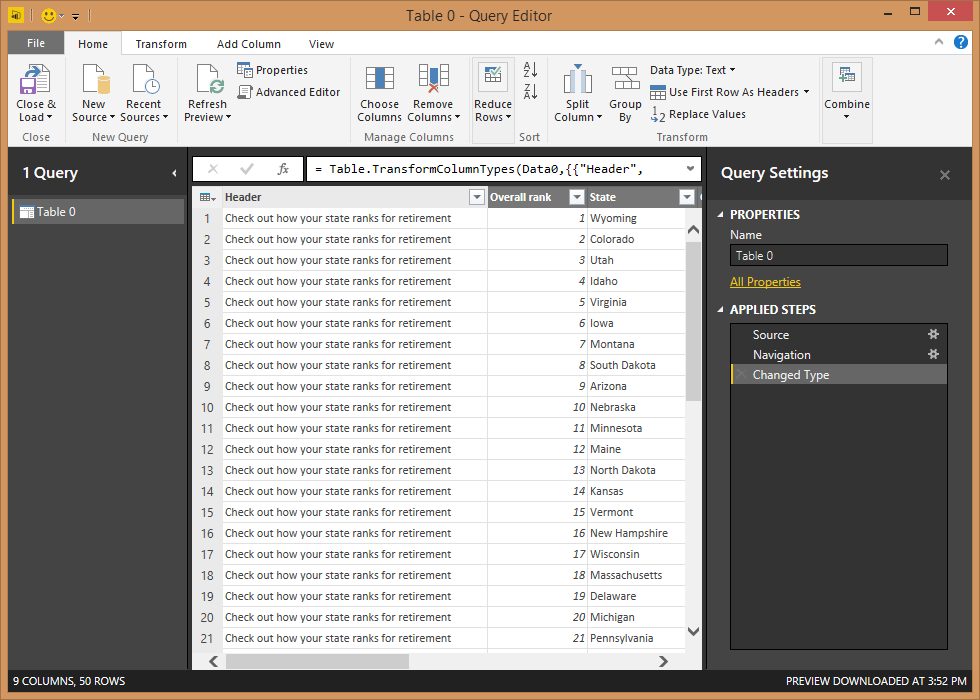 Table 0 - Query Editor
File Home Transform Add Column View
Close & Load
New Source
Recent Sources
Refresh Preview
Properties
Advanced Editor
Choose Columns
Remove Columns
Reduce Rows
Split Column
Group By
Data Type: Text
Use First Row As Headers
Replace Values
Combine
Close
New Query
Manage Columns
Sort
Transform
1 Query
Table 0
fx = Table.TransformColumnTypes(Data0,{{"Header",
Header Overall rank State
1 Check out how your state ranks for retirement 1 Wyoming
2 Check out how your state ranks for retirement 2 Colorado
3 Check out how your state ranks for retirement 3 Utah
4 Check out how your state ranks for retirement 4 Idaho
5 Check out how your state ranks for retirement 5 Virginia
6 Check out how your state ranks for retirement 6 Iowa
7 Check out how your state ranks for retirement 7 Montana
8 Check out how your state ranks for retirement 8 South Dakota
9 Check out how your state ranks for retirement 9 Arizona
10 Check out how your state ranks for retirement 10 Nebraska
11 Check out how your state ranks for retirement 11 Minnesota
12 Check out how your state ranks for retirement 12 Maine
13 Check out how your state ranks for retirement 13 North Dakota
14 Check out how your state ranks for retirement 14 Kansas
15 Check out how your state ranks for retirement 15 Vermont
16 Check out how your state ranks for retirement 16 New Hampshire
17 Check out how your state ranks for retirement 17 Wisconsin
18 Check out how your state ranks for retirement 18 Massachusetts
19 Check out how your state ranks for retirement 19 Delaware
20 Check out how your state ranks for retirement 20 Michigan
21 Check out how your state ranks for retirement 21 Pennsylvania
Query Settings
PROPERTIES
Name
Table 0
All Properties
APPLIED STEPS
Source
Navigation
Changed Type
9 COLUMNS, 50 ROWS
PREVIEW DOWNLOADED AT 3:52 PM